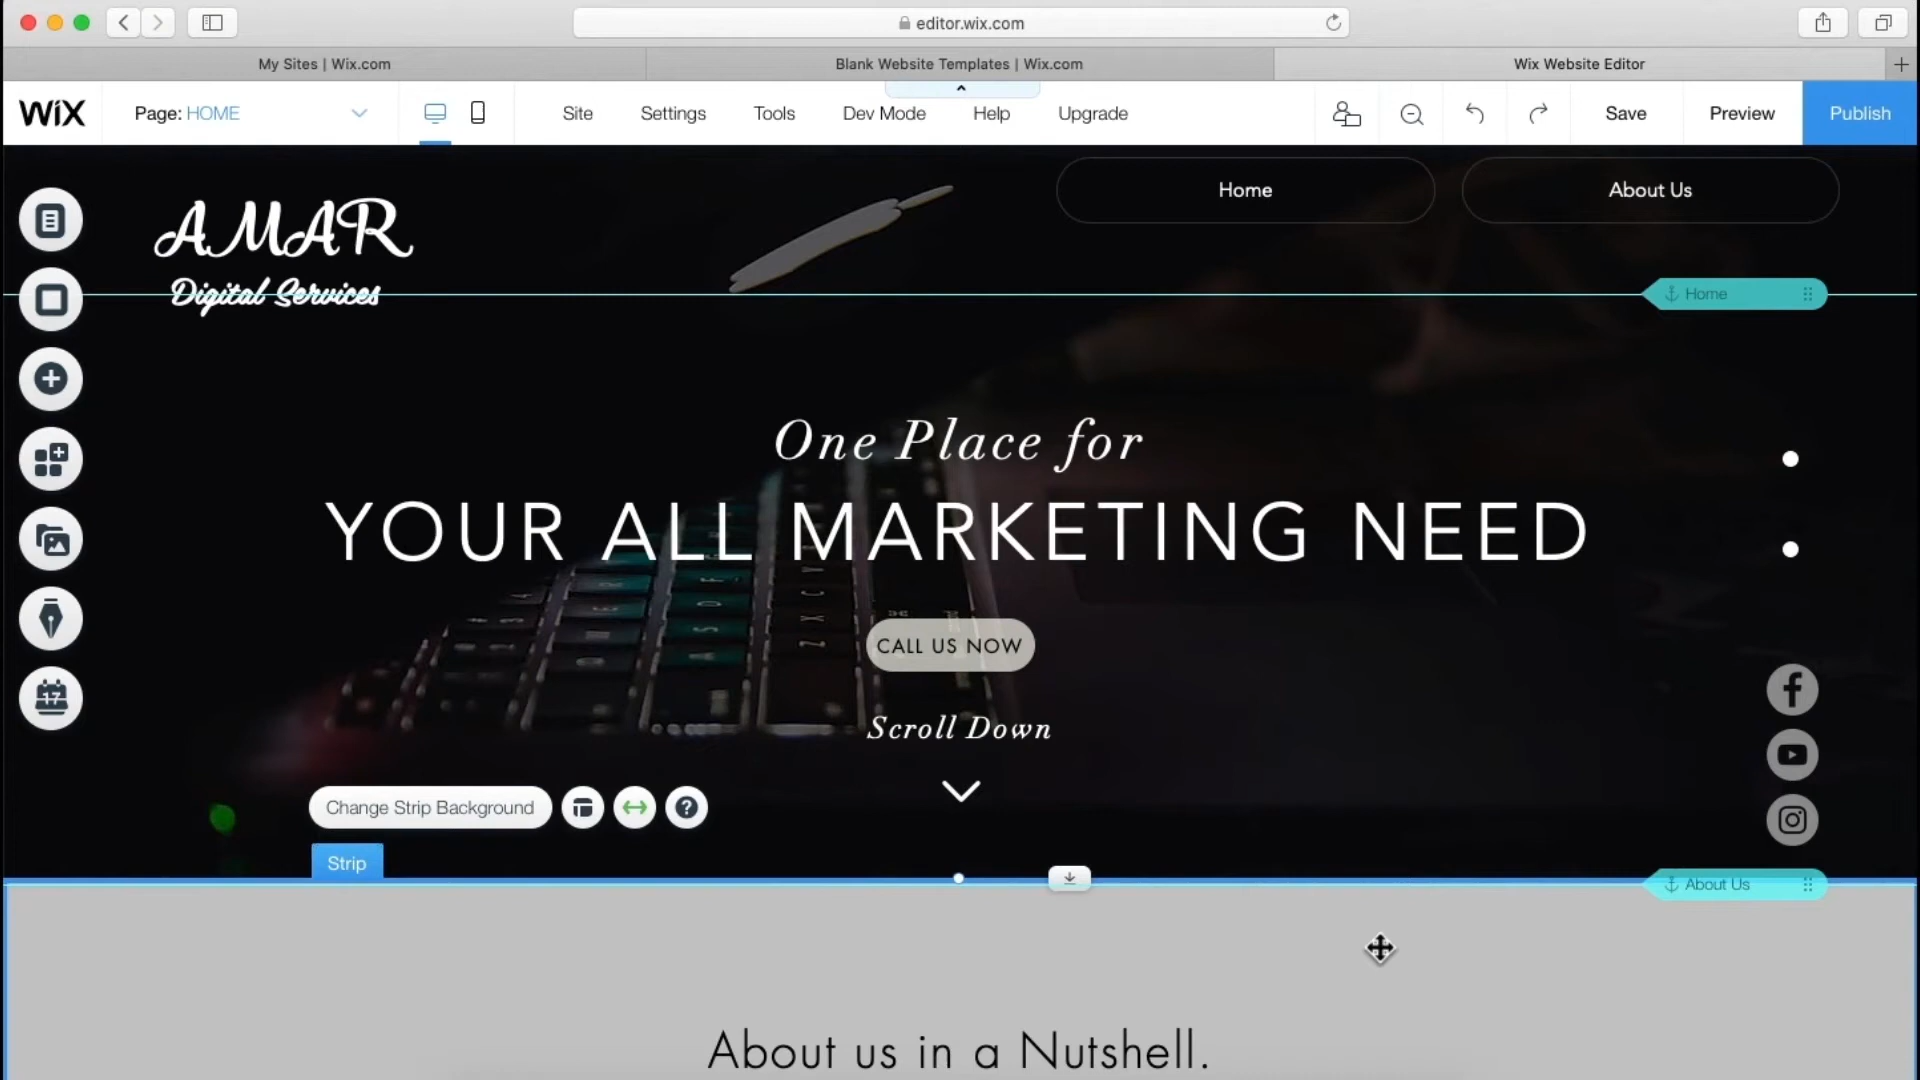 editor.wix.com
My Sites | Wix.com
Blank Website Templates | Wix.com
Wix Website Editor
WiX
Page: HOME
Site
Settings
Tools
Dev Mode
Help
Upgrade
Save
Preview
Publish
Home
About Us
AMAR
Digital Services
Home
One Place for
YOUR ALL MARKETING NEED
CALL US NOW
Scroll Down
17
Change Strip Background
?
Strip
About Us
About us in a Nutshell.